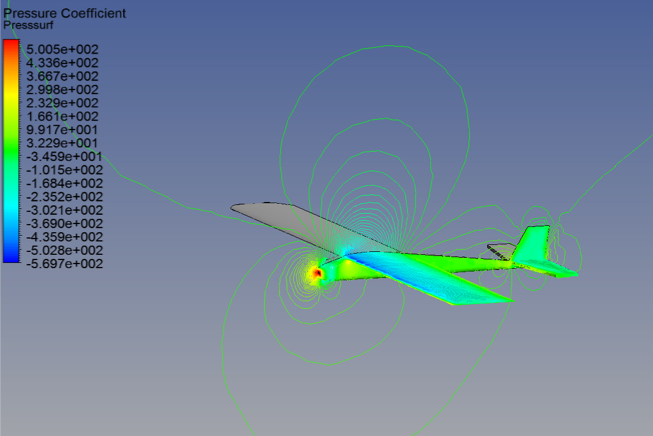 Pressure Coefficient
Presssurf
5.005e+002
4.336e+002
3.667e+002
2.998e+002
2.329e+002
1.661e+002
9.917e+001
3.229e+001
-3.459e+001
-1.015e+002
-1.684e+002
-2.352e+002
-3.021e+002
-3.690e+002
-4.359e+002
-5.028e+002
-5.697e+002